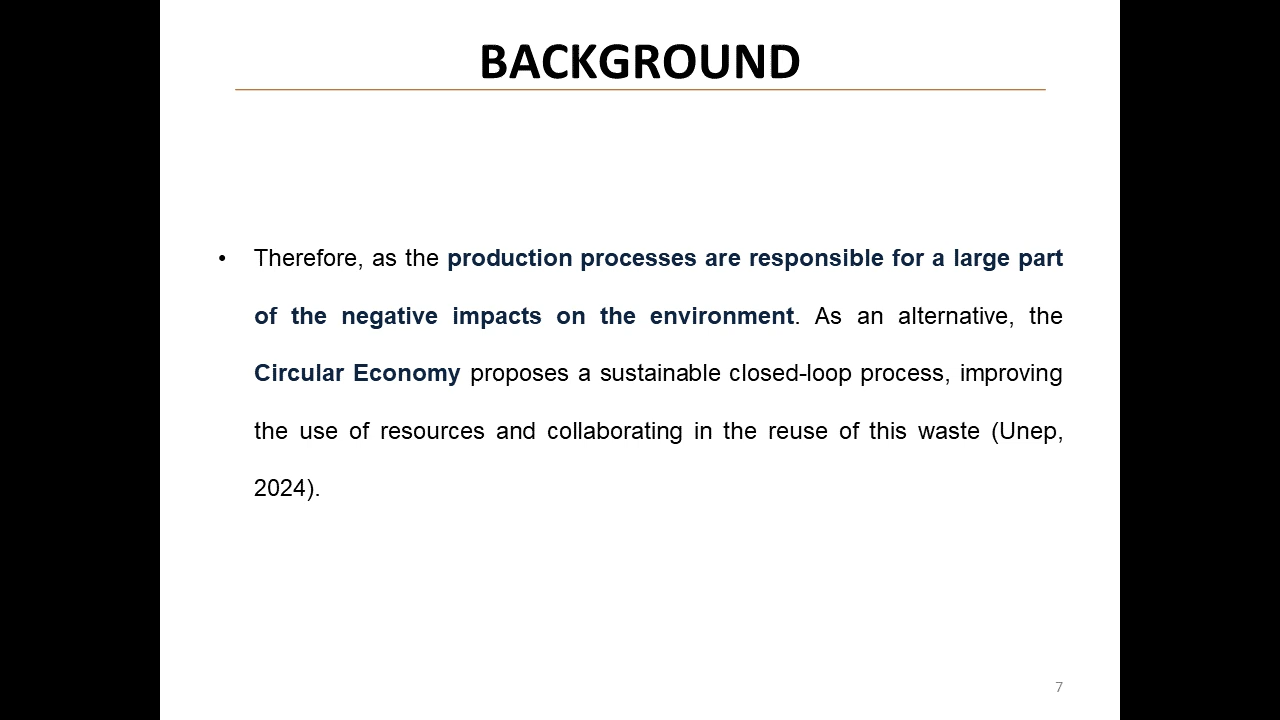 BACKGROUND
• Therefore, as the production processes are responsible for a large part
of the negative impacts on the environment. As an alternative, the
Circular Economy proposes a sustainable closed-loop process, improving
the use of resources and collaborating in the reuse of this waste (Unep,
2024).
7